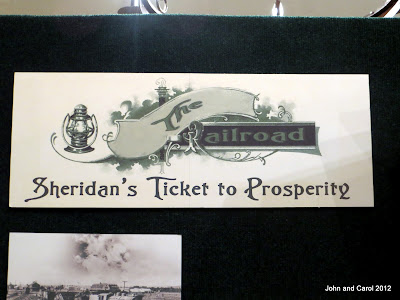 The
Railroad
Sheridan's Ticket to Prosperity
John and Carol 2012